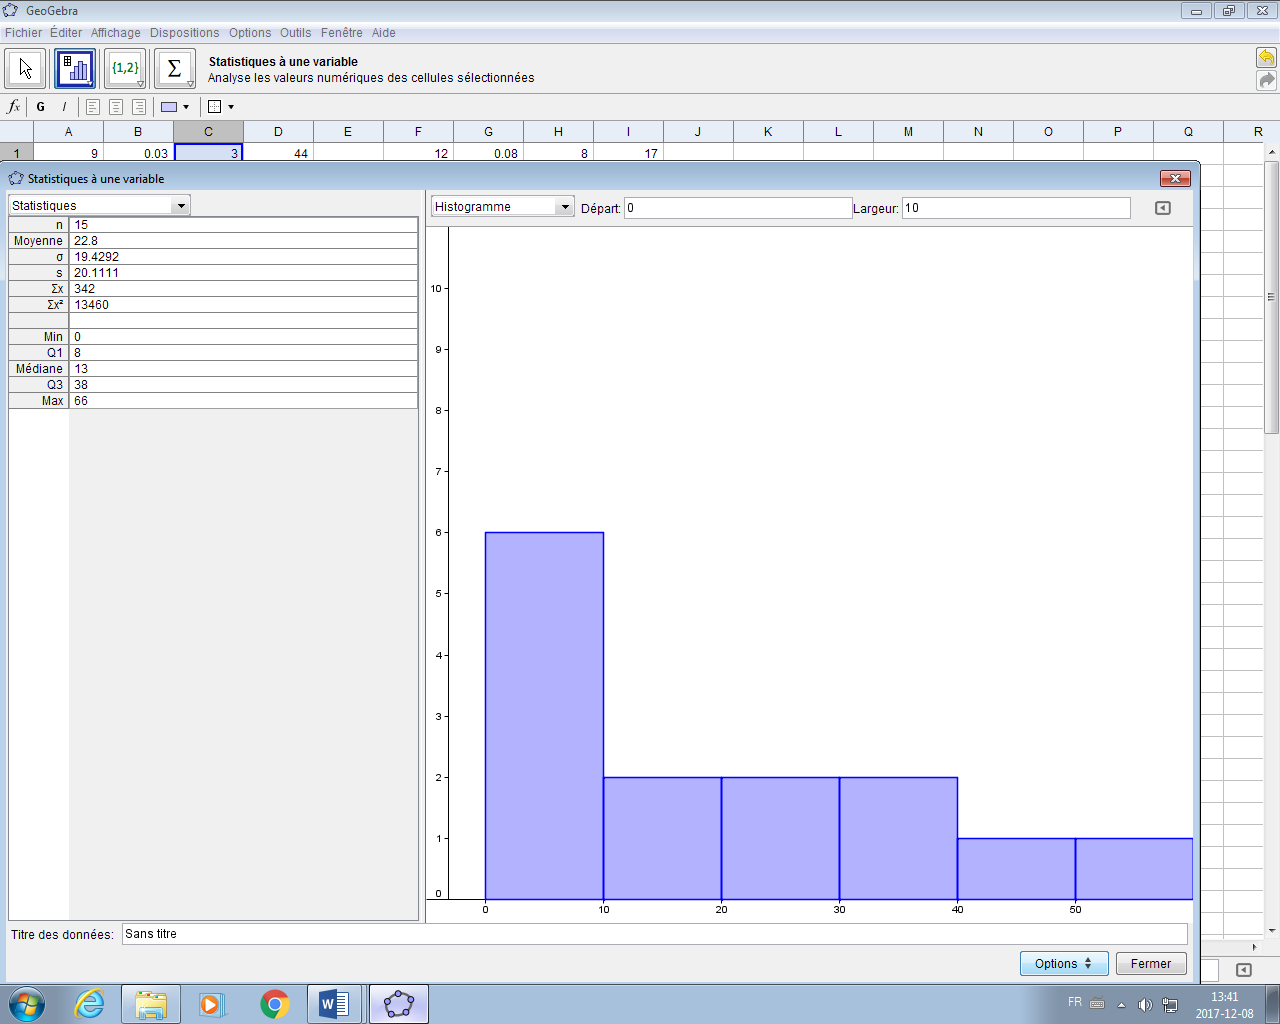 GeoGebra
Fichier Éditer Affichage Dispositions Options Outils Fenêtre Aide
{1,2} Σ
Statistiques à une variable
Analyse les valeurs numériques des cellules sélectionnées
fx G I
A B C D E F G H I J K L M N O P Q R
1 9 0.03 3 44 12 0.08 8 17
Statistiques à une variable
Statistiques
n 15
Moyenne 22.8
σ 19.4292
s 20.1111
Σx 342
Σx² 13460
Min 0
Q1 8
Médiane 13
Q3 38
Max 66
Histogramme Départ: 0 Largeur: 10
10
9
8
7
6
5
4
3
2
1
0
0 10 20 30 40 50
Titre des données: Sans titre
Options Fermer
FR 13:41
2017-12-08